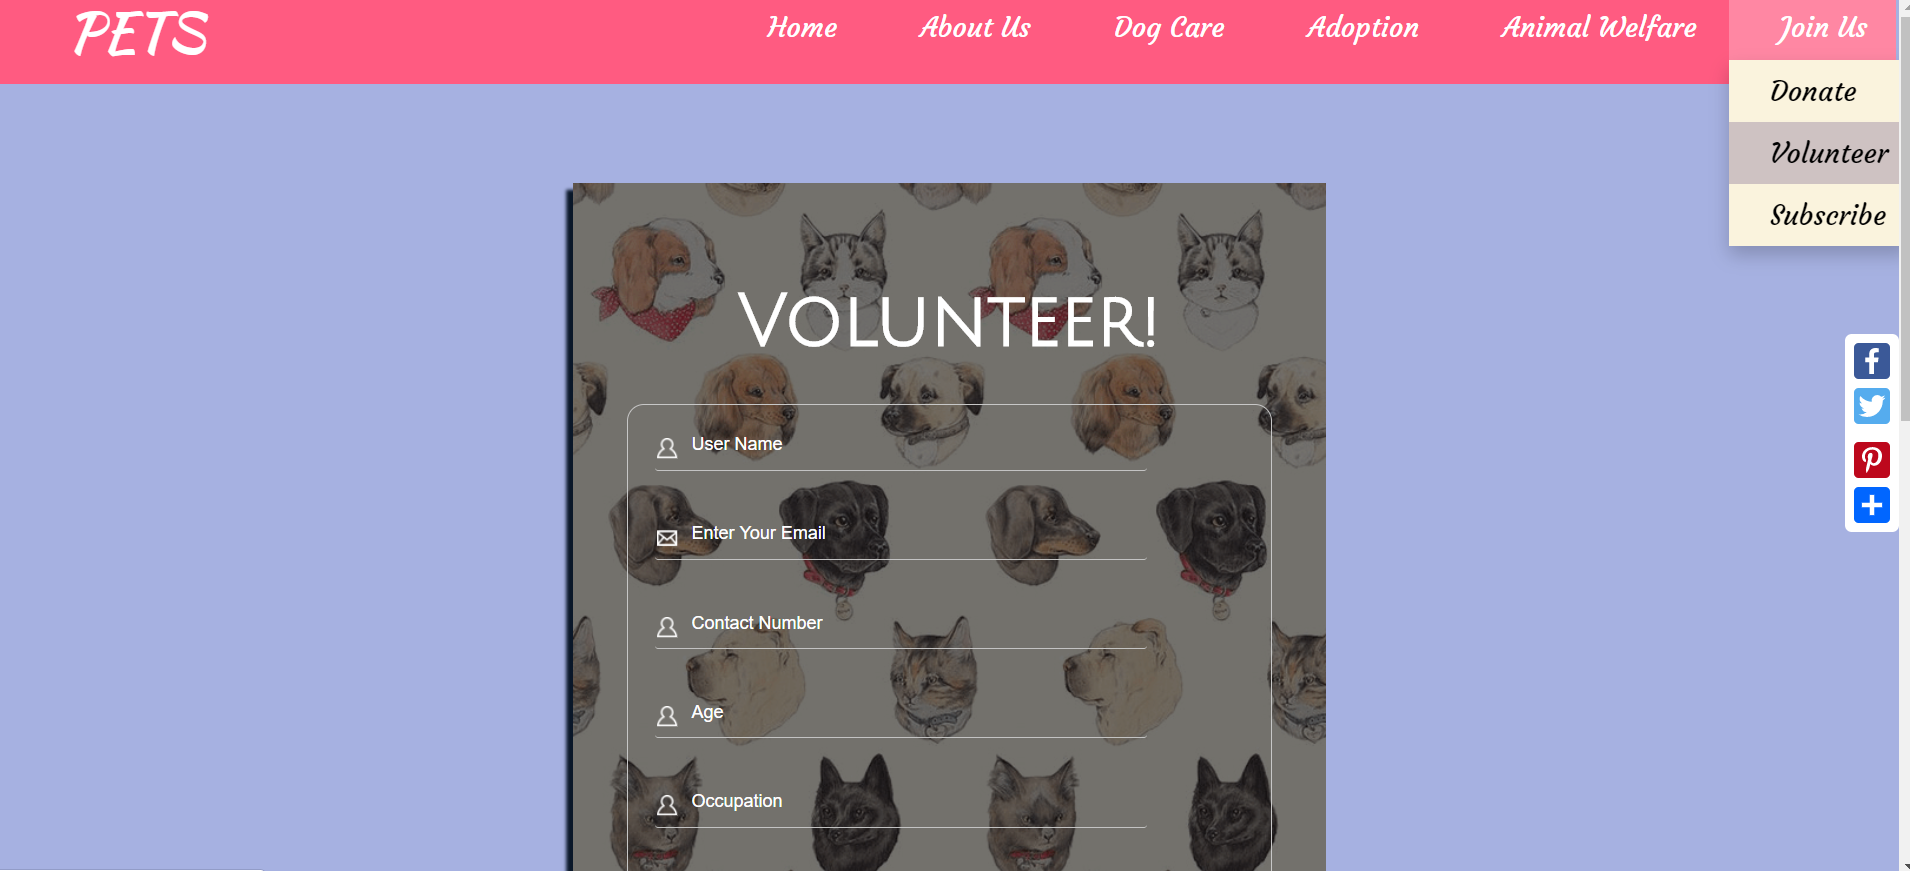 PETS Home About Us Dog Care Adoption Animal Welfare Join Us
Donate
Volunteer
Subscribe
VOLUNTEER!
User Name
Enter Your Email
Contact Number
Age
Occupation